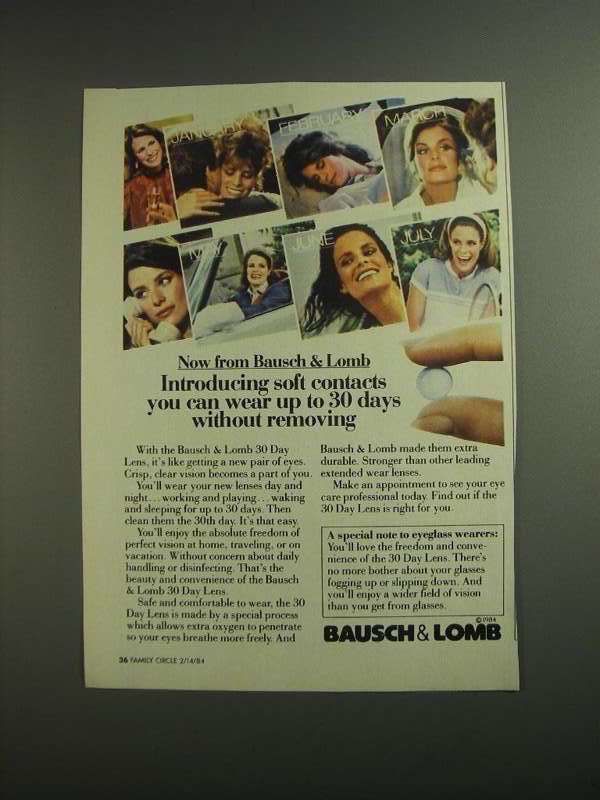 JANUARY
FEBRUARY
MARCH
MAY
JUNE
JULY
Now from Bausch & Lomb
Introducing soft contacts
you can wear up to 30 days
without removing
With the Bausch & Lomb 30 Day
Lens, it's like getting a new pair of eyes.
Crisp, clear vision becomes a part of you.
You'll wear your new lenses day and
night...working and playing...waking
and sleeping for up to 30 days. Then
clean them the 30th day. It's that easy.
You'll enjoy the absolute freedom of
perfect vision at home, traveling, or on
vacation. Without concern about daily
handling or disinfecting. That's the
beauty and convenience of the Bausch
& Lomb 30 Day Lens.
Safe and comfortable to wear, the 30
Day Lens is made by a special process
which allows extra oxygen to penetrate
so your eyes breathe more freely. And
Bausch & Lomb made them extra
durable. Stronger than other leading
extended wear lenses.
Make an appointment to see your eye
care professional today. Find out if the
30 Day Lens is right for you.
A special note to eyeglass wearers:
You'll love the freedom and conve-
nience of the 30 Day Lens. There's
no more bother about your glasses
fogging up or slipping down. And
you'll enjoy a wider field of vision
than you get from glasses.
©1984
BAUSCH & LOMB
36 FAMILY CIRCLE 2/14/84